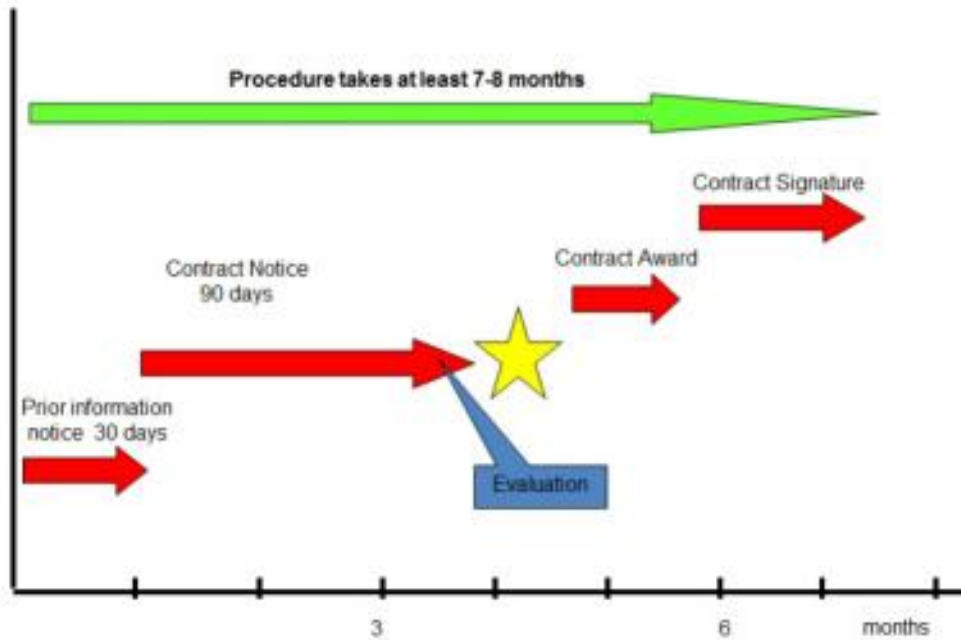 Procedure takes at least 7-8 months
Contract Signature
Contract Award
Contract Notice
90 days
Prior information
notice 30 days
Evaluation
3
6
months